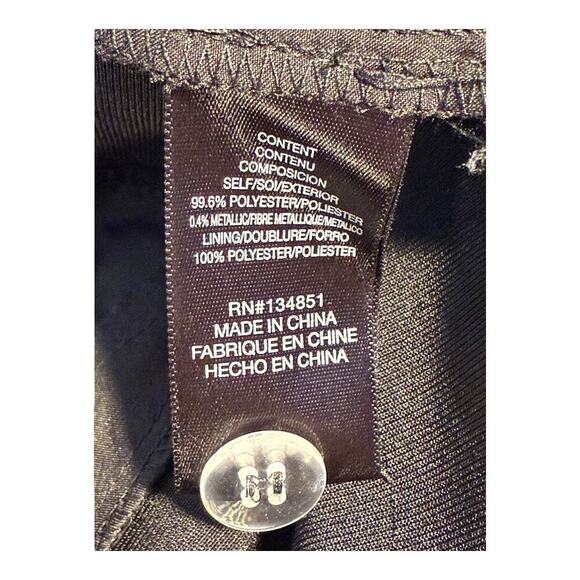 CONTENT
CONTENU
COMPOSICION
SELF/SOI/EXTERIOR
99.6% POLYESTER/POLIESTER
0.4% METALLIC/FIBRE METALLIQUE/METALICO
LINING/DOUBLURE/FORRO
100% POLYESTER/POLIESTER
RN#134851
MADE IN CHINA
FABRIQUE EN CHINE
HECHO EN CHINA